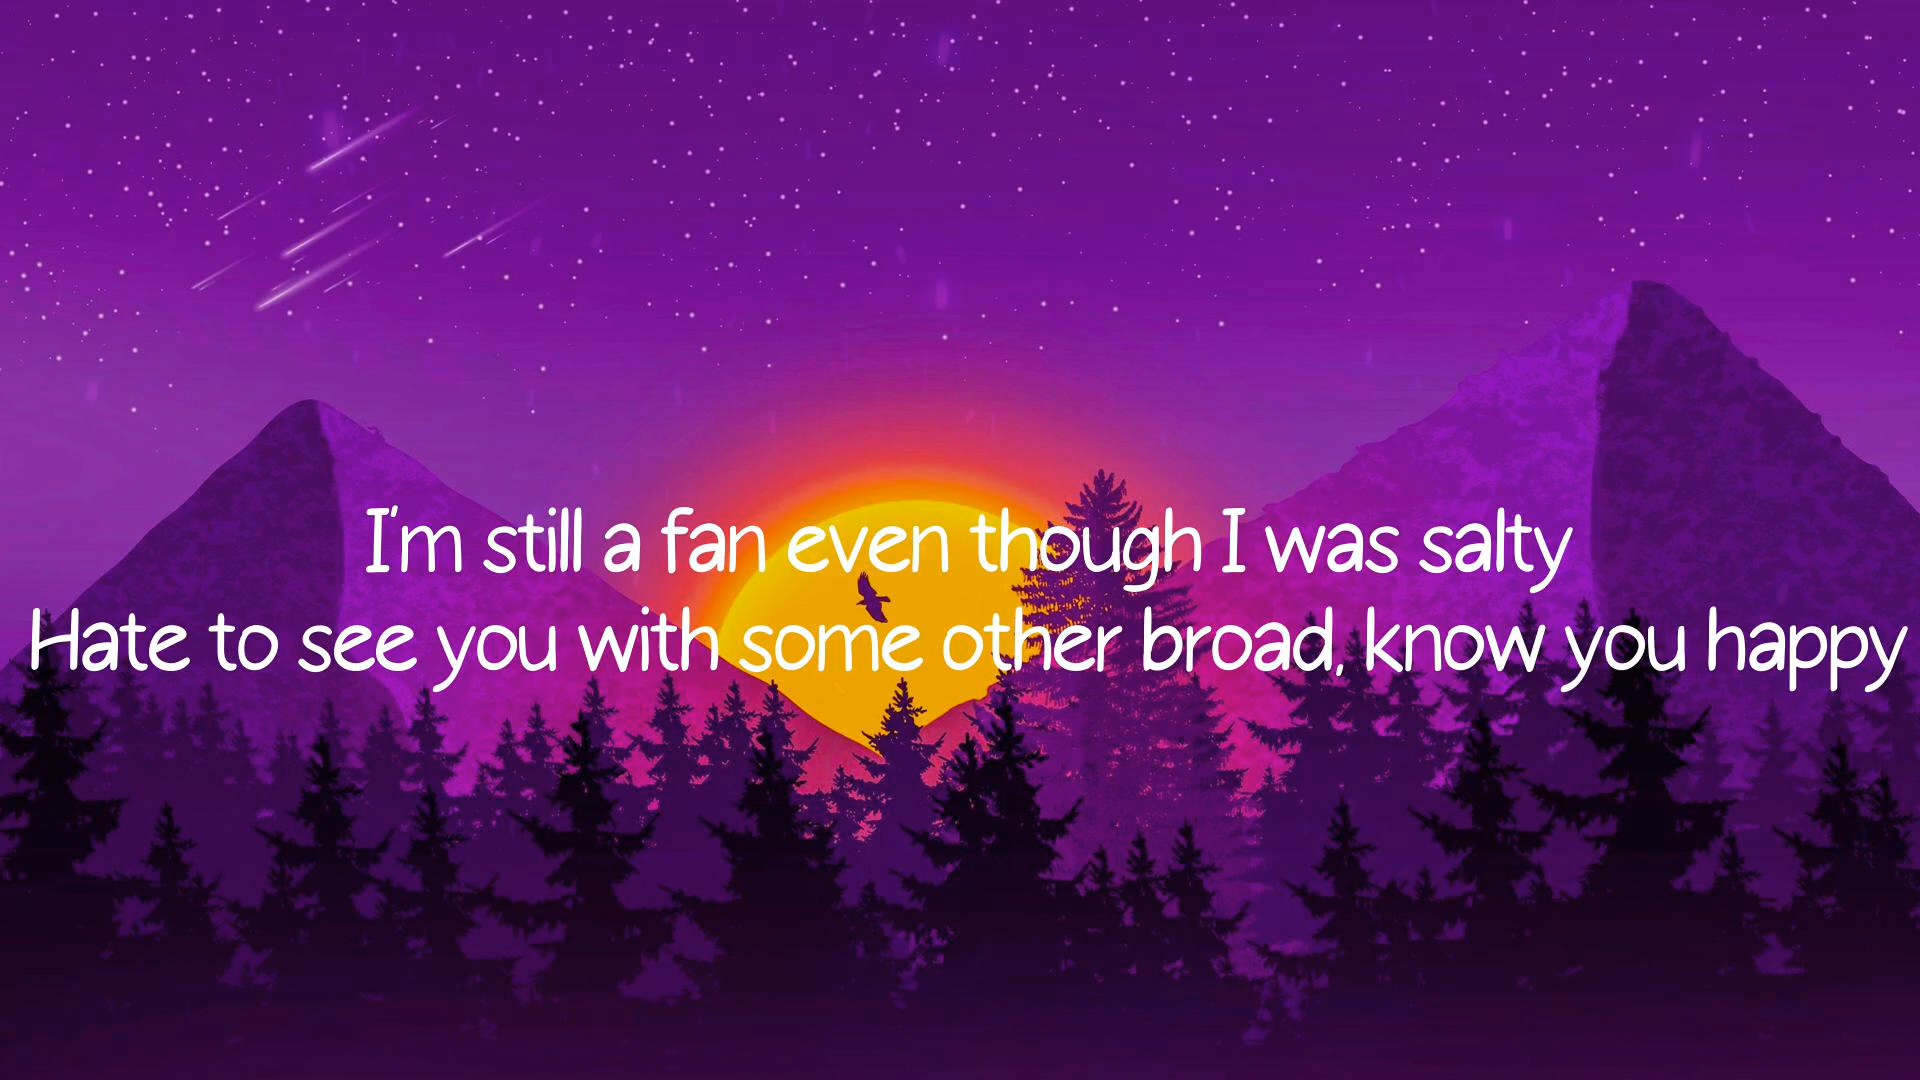 I'm still a fan even though I was salty
Hate to see you with some other broad, know you happy